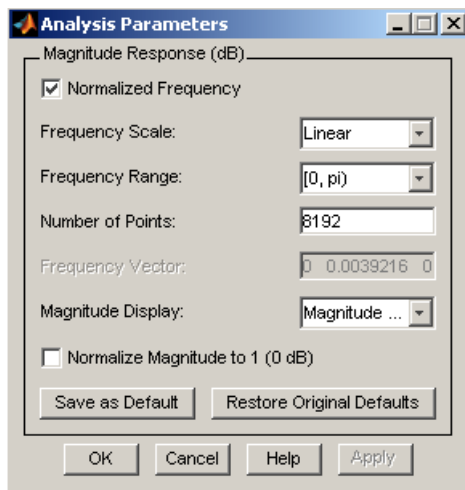 Analysis Parameters
Magnitude Response (dB)
Normalized Frequency
Frequency Scale: Linear
Frequency Range: [0, pi)
Number of Points: 8192
Frequency Vector: 0 0.0039216 0
Magnitude Display: Magnitude ...
Normalize Magnitude to 1 (0 dB)
Save as Default Restore Original Defaults
OK Cancel Help Apply